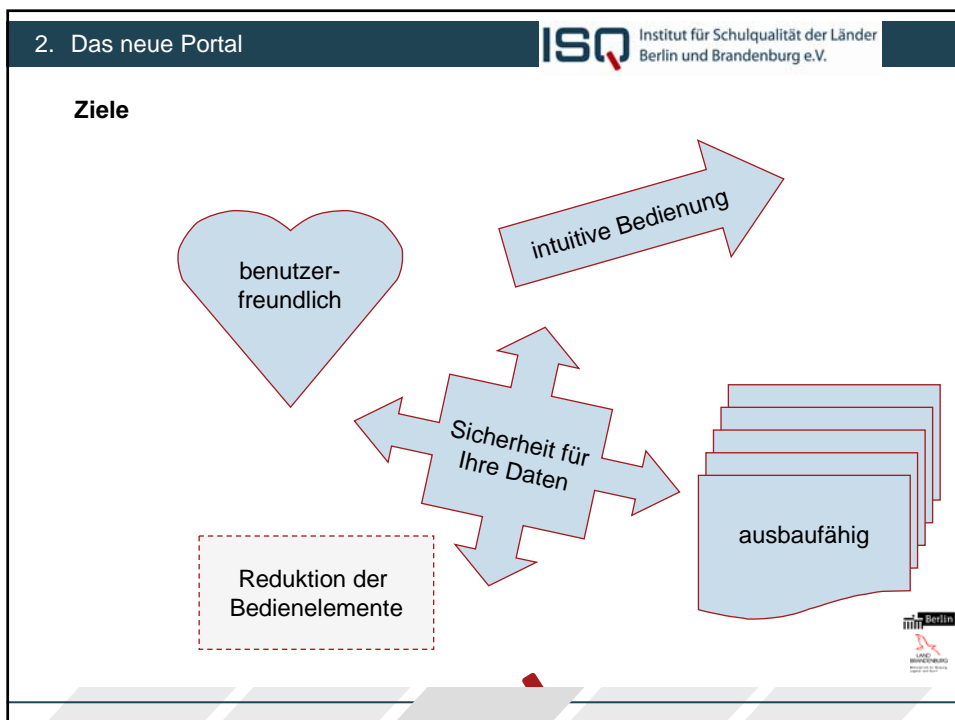 2. Das neue Portal
ISQ
Institut für Schulqualität der Länder
Berlin und Brandenburg e.V.
Ziele
intuitive Bedienung
benutzer-
freundlich
Sicherheit für
Ihre Daten
ausbaufähig
Reduktion der
Bedienelemente
Berlin
LAND
BRANDENBURG